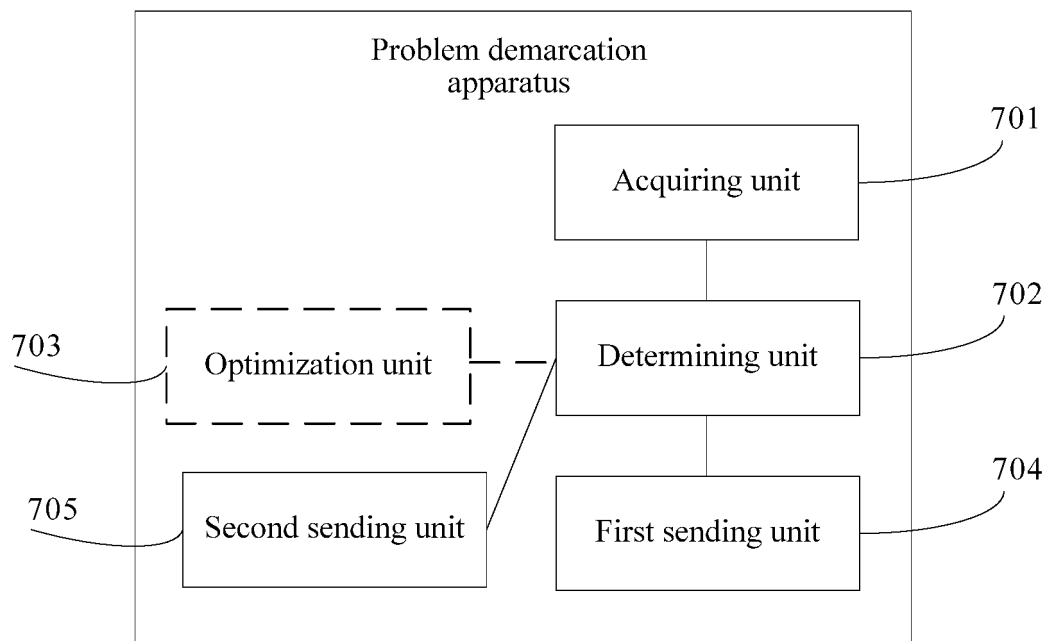 Problem demarcation
apparatus
701
Acquiring unit
702
703
Optimization unit
Determining unit
704
705
Second sending unit
First sending unit